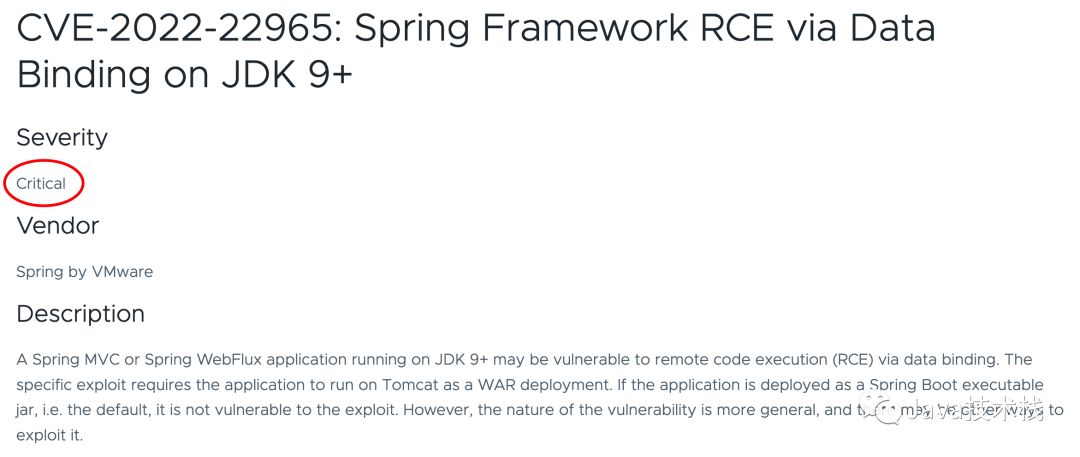 CVE-2022-22965: Spring Framework RCE via Data
Binding on JDK 9+
Severity
Critical
Vendor
Spring by VMware
Description
A Spring MVC or Spring WebFlux application running on JDK 9+ may be vulnerable to remote code execution (RCE) via data binding. The
specific exploit requires the application to run on Tomcat as a WAR deployment. If the application is deployed as a Spring Boot executable
jar, i.e. the default, it is not vulnerable to the exploit. However, the nature of the vulnerability is more general, and there may be other ways to
exploit it.
Java技术栈